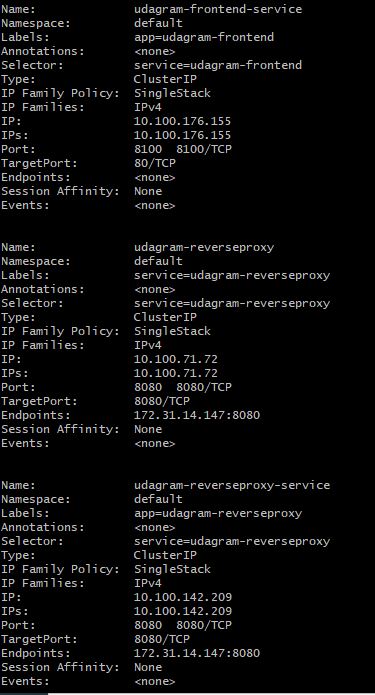 Name:              udagram-frontend-service
Namespace:         default
Labels:            app=udagram-frontend
Annotations:       <none>
Selector:          service=udagram-frontend
Type:              ClusterIP
IP Family Policy:  SingleStack
IP Families:       IPv4
IP:                10.100.176.155
IPs:               10.100.176.155
Port:              8100  8100/TCP
TargetPort:        80/TCP
Endpoints:         <none>
Session Affinity:  None
Events:            <none>
Name:              udagram-reverseproxy
Namespace:         default
Labels:            service=udagram-reverseproxy
Annotations:       <none>
Selector:          service=udagram-reverseproxy
Type:              ClusterIP
IP Family Policy:  SingleStack
IP Families:       IPv4
IP:                10.100.71.72
IPs:               10.100.71.72
Port:              8080  8080/TCP
TargetPort:        8080/TCP
Endpoints:         172.31.14.147:8080
Session Affinity:  None
Events:            <none>
Name:              udagram-reverseproxy-service
Namespace:         default
Labels:            app=udagram-reverseproxy
Annotations:       <none>
Selector:          service=udagram-reverseproxy
Type:              ClusterIP
IP Family Policy:  SingleStack
IP Families:       IPv4
IP:                10.100.142.209
IPs:               10.100.142.209
Port:              8080  8080/TCP
TargetPort:        8080/TCP
Endpoints:         172.31.14.147:8080
Session Affinity:  None
Events:            <none>